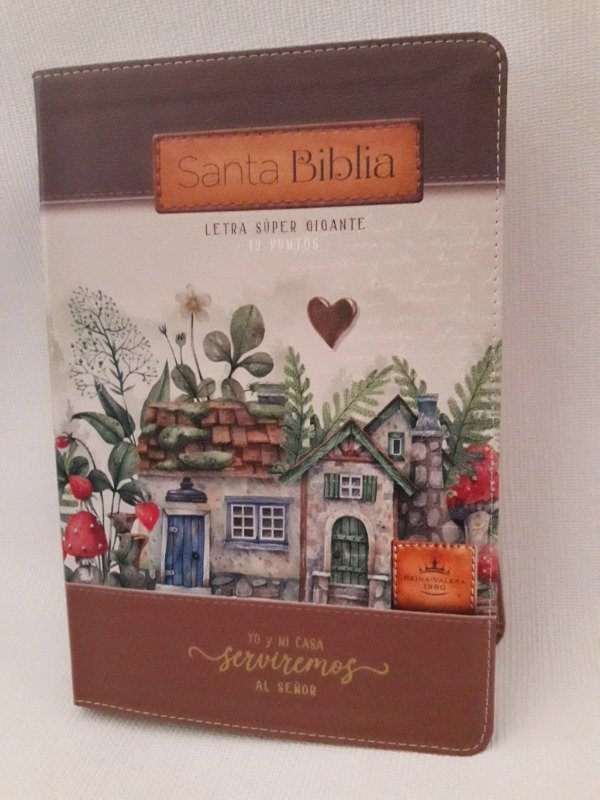 Santa Biblia
LETRA SÚPER GIGANTE
19 PUNTOS
REINA-VALERA
1960
YO y MI CASA
serviremos
AL SEÑOR